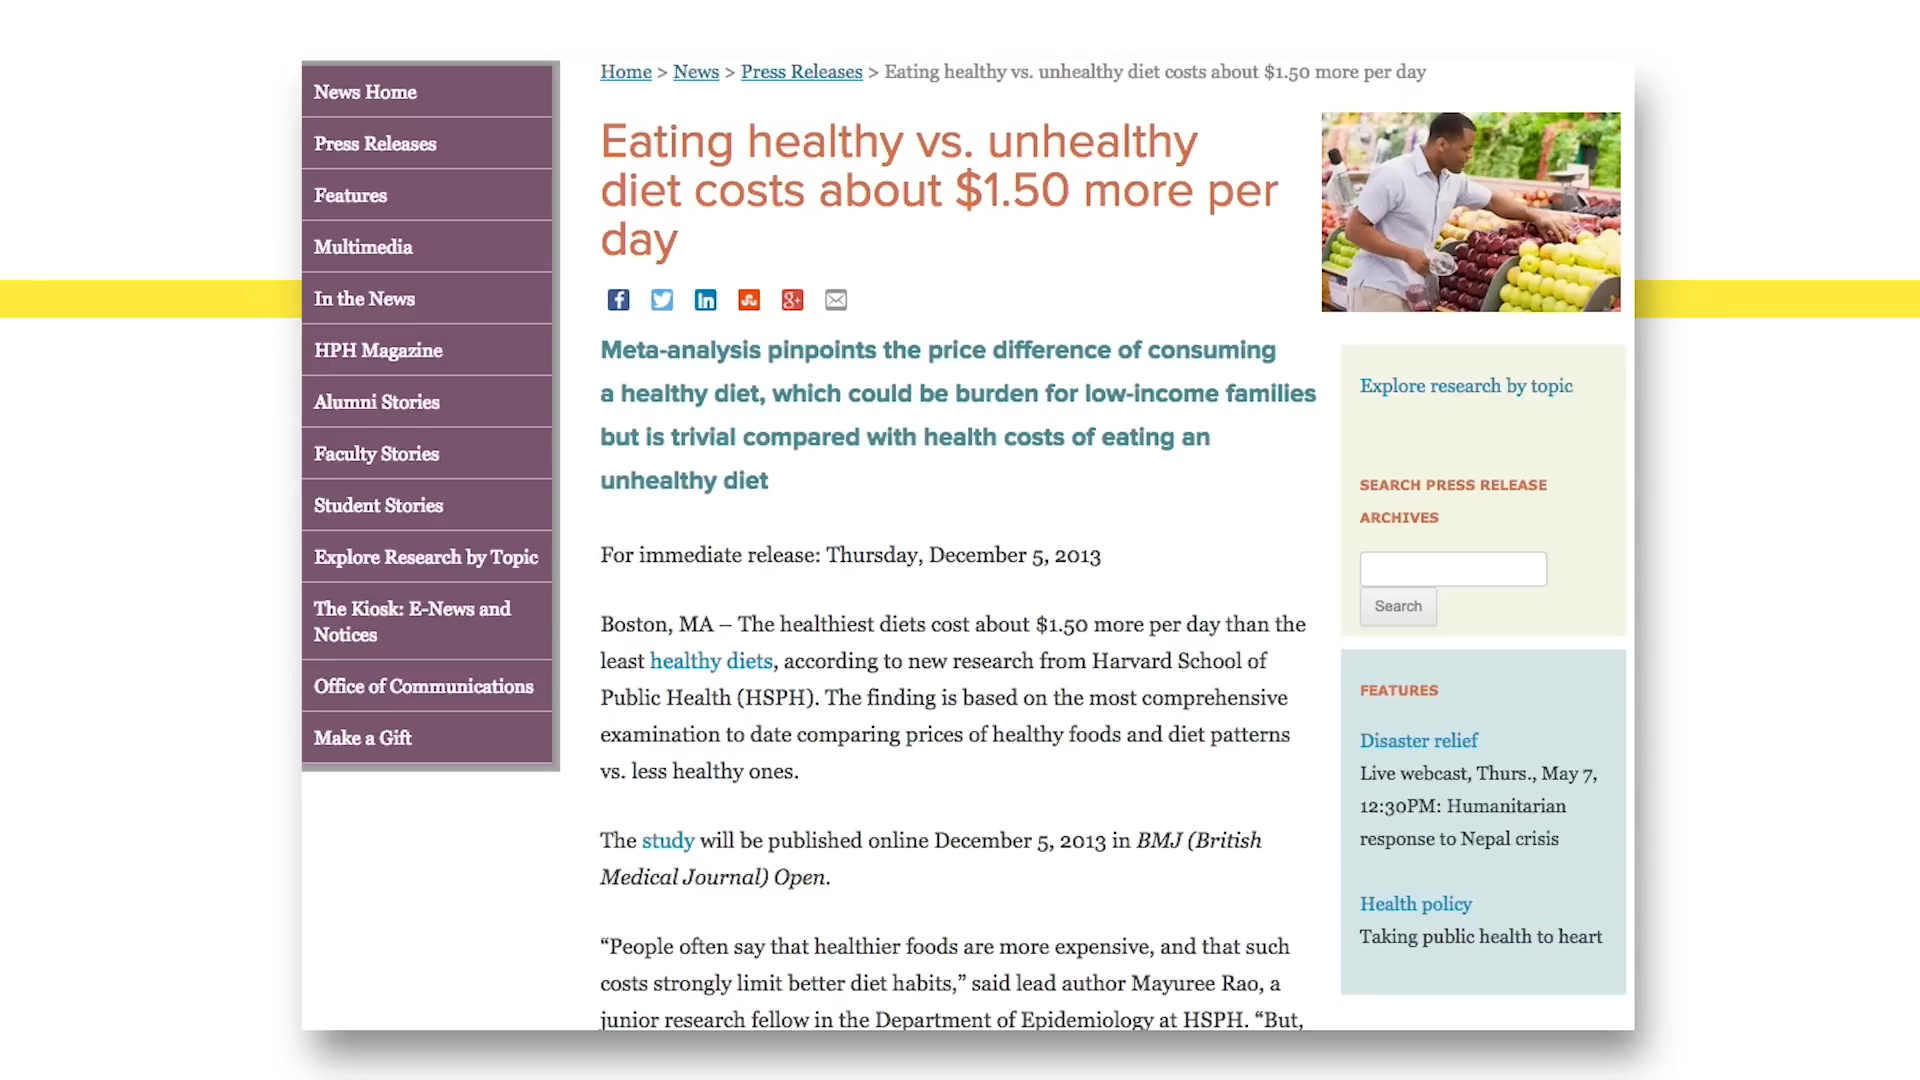 News Home
Press Releases
Features
Multimedia
In the News
HPH Magazine
Alumni Stories
Faculty Stories
Student Stories
Explore Research by Topic
The Kiosk: E-News and
Notices
Office of Communications
Make a Gift
Home > News > Press Releases > Eating healthy vs. unhealthy diet costs about $1.50 more per day
Eating healthy vs. unhealthy
diet costs about $1.50 more per
day
Meta-analysis pinpoints the price difference of consuming
a healthy diet, which could be burden for low-income families
but is trivial compared with health costs of eating an
unhealthy diet
For immediate release: Thursday, December 5, 2013
Boston, MA – The healthiest diets cost about $1.50 more per day than the
least healthy diets, according to new research from Harvard School of
Public Health (HSPH). The finding is based on the most comprehensive
examination to date comparing prices of healthy foods and diet patterns
vs. less healthy ones.
The study will be published online December 5, 2013 in BMJ (British
Medical Journal) Open.
“People often say that healthier foods are more expensive, and that such
costs strongly limit better diet habits,” said lead author Mayuree Rao, a
junior research fellow in the Department of Epidemiology at HSPH. “But,
Explore research by topic
SEARCH PRESS RELEASE
ARCHIVES
Search
FEATURES
Disaster relief
Live webcast, Thurs., May 7,
12:30PM: Humanitarian
response to Nepal crisis
Health policy
Taking public health to heart